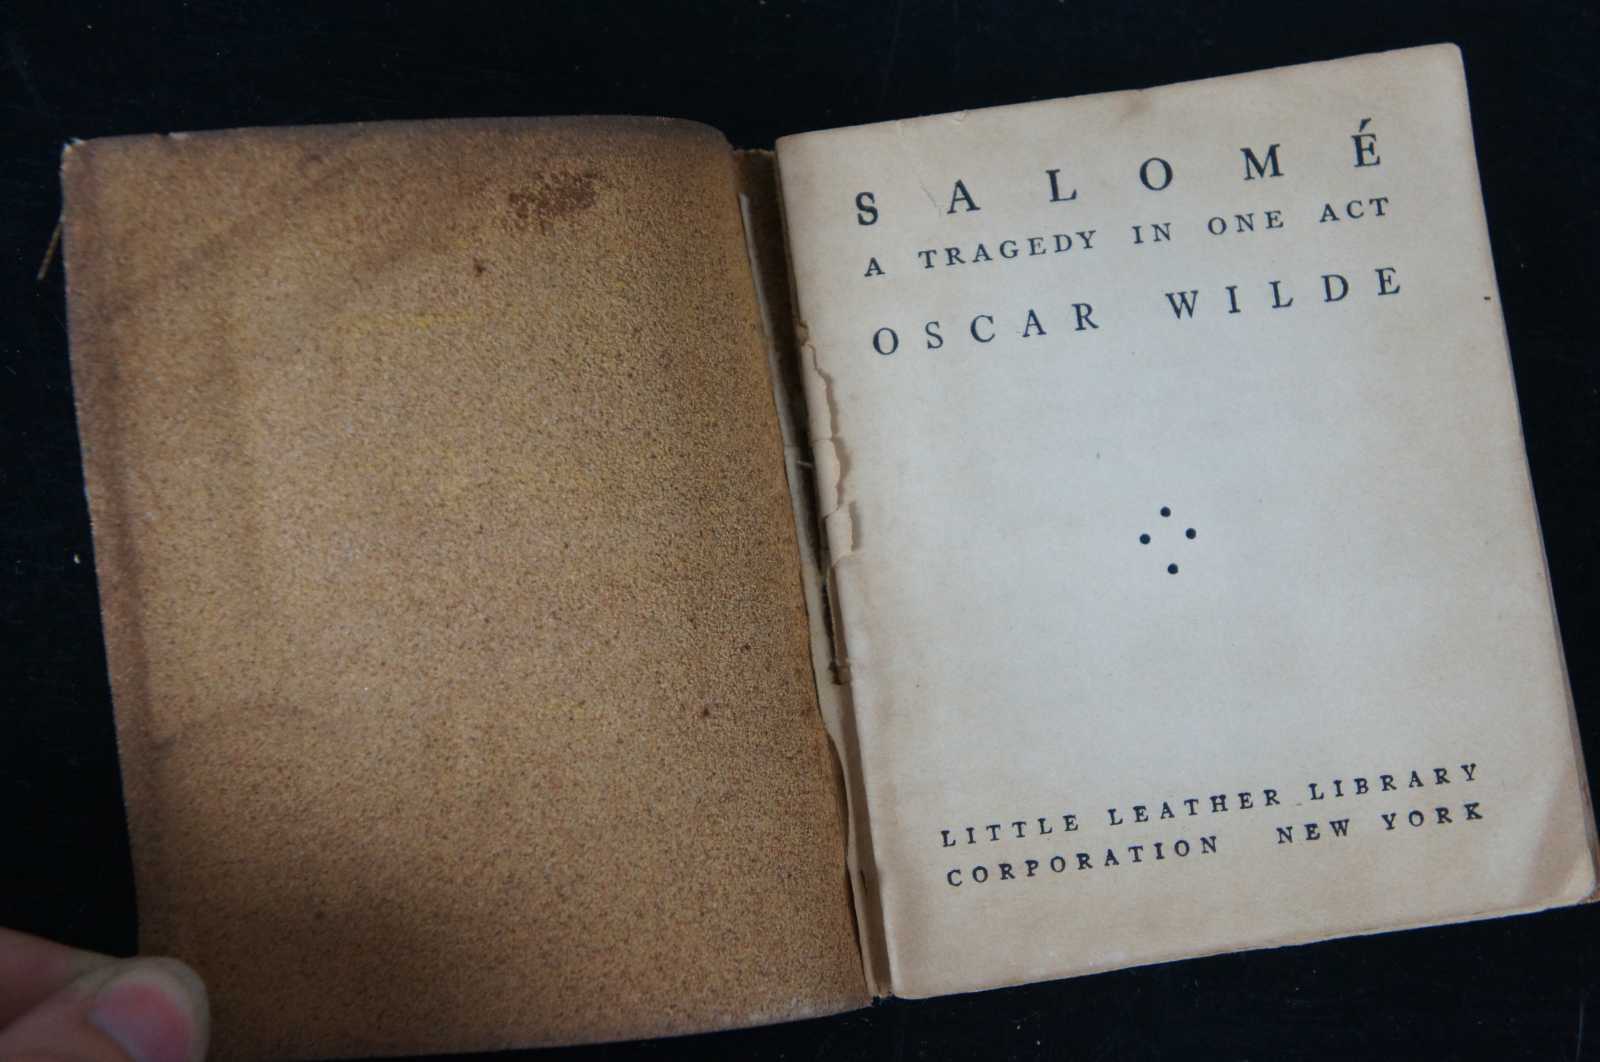 SALOMÉ
A TRAGEDY IN ONE ACT
OSCAR WILDE
LITTLE LEATHER LIBRARY
CORPORATION NEW YORK